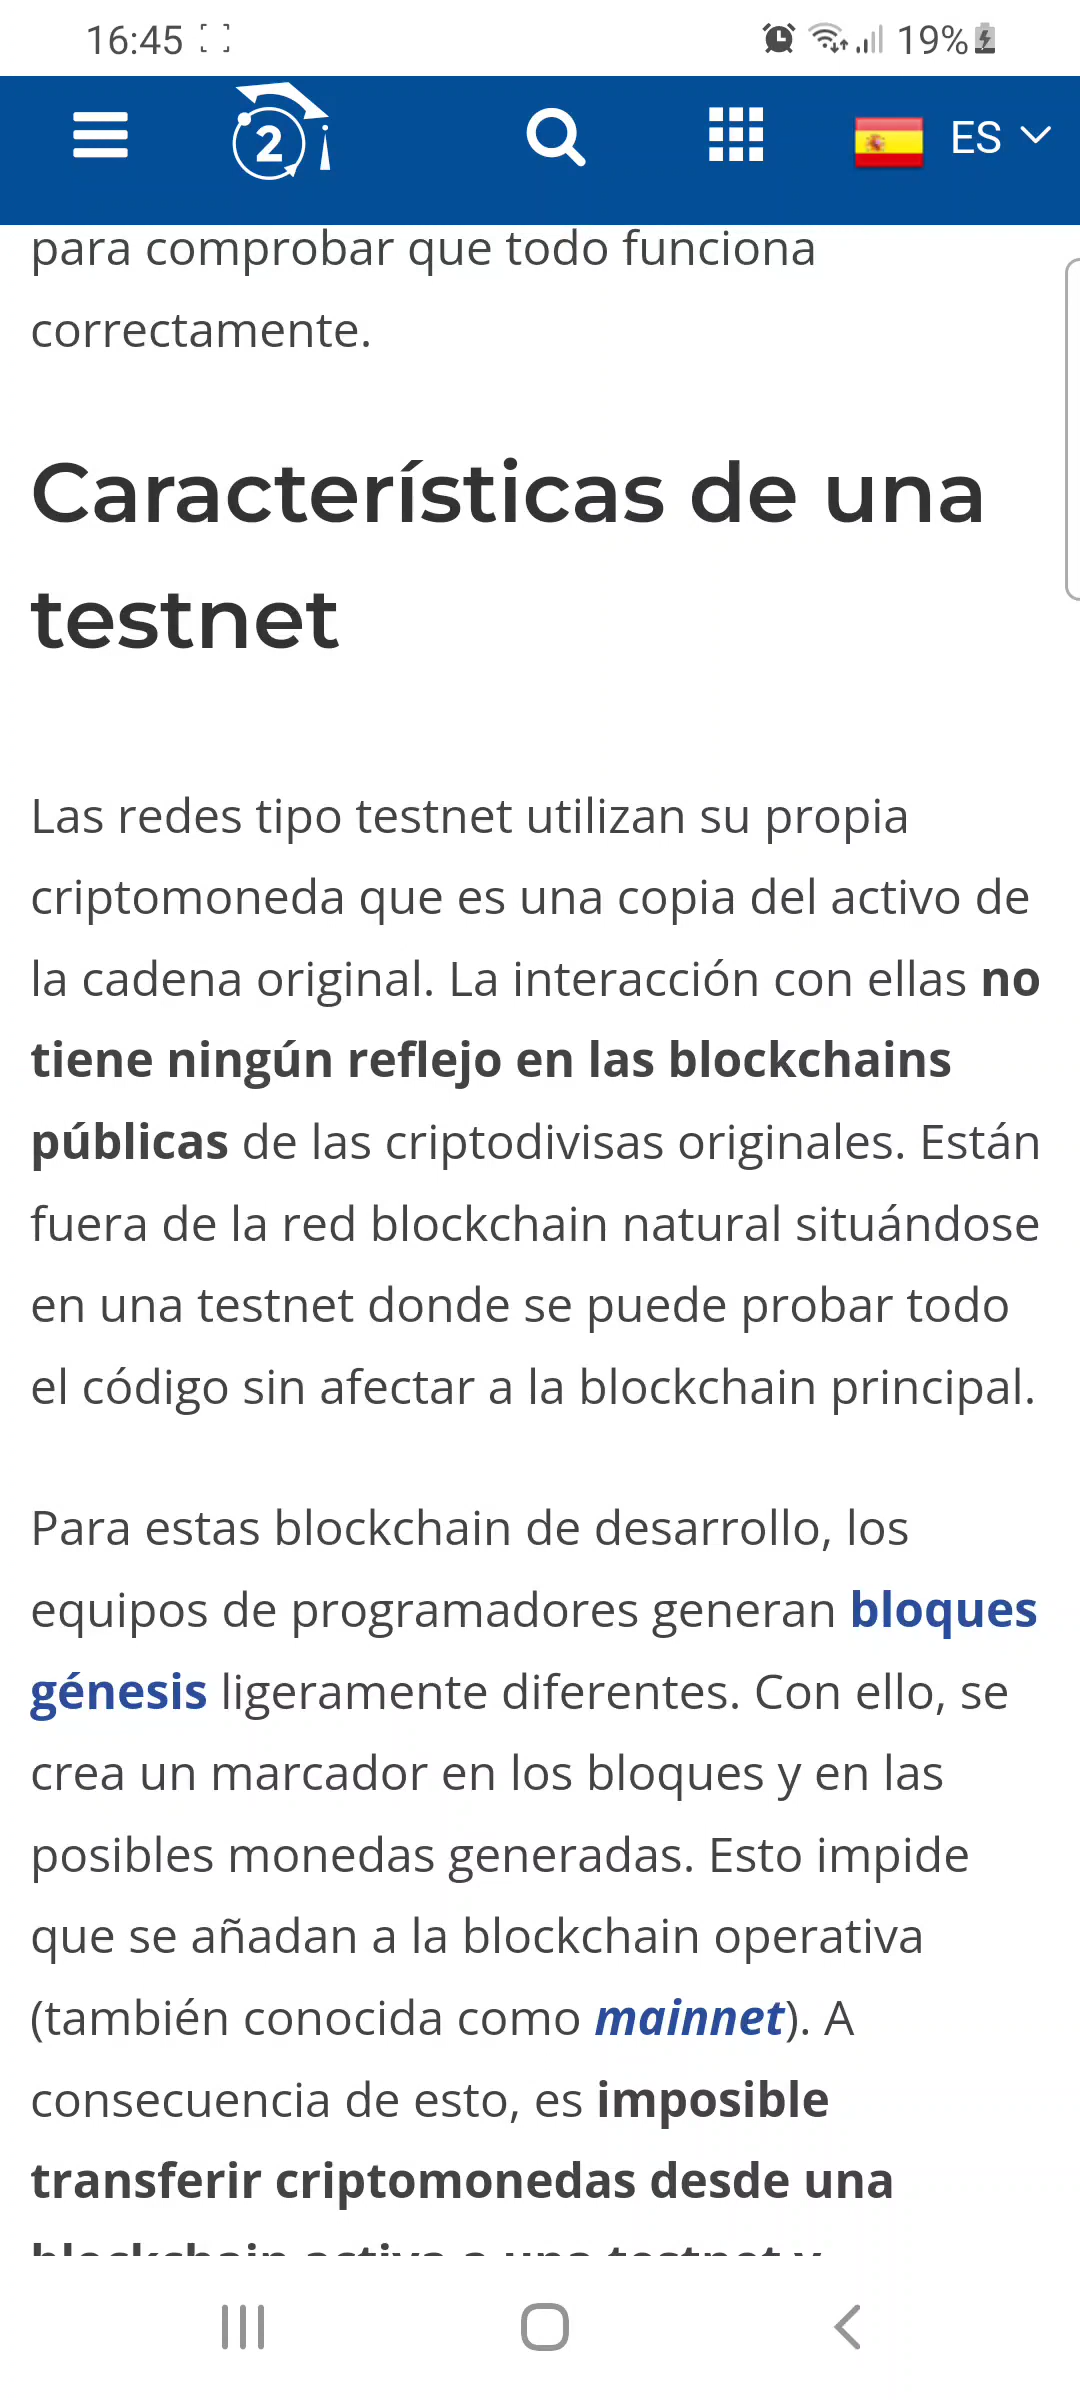 16:45
19%
2
ES
para comprobar que todo funciona
correctamente.
Características de una
testnet
Las redes tipo testnet utilizan su propia
criptomoneda que es una copia del activo de
la cadena original. La interacción con ellas no
tiene ningún reflejo en las blockchains
públicas de las criptodivisas originales. Están
fuera de la red blockchain natural situándose
en una testnet donde se puede probar todo
el código sin afectar a la blockchain principal.
Para estas blockchain de desarrollo, los
equipos de programadores generan bloques
génesis ligeramente diferentes. Con ello, se
crea un marcador en los bloques y en las
posibles monedas generadas. Esto impide
que se añadan a la blockchain operativa
(también conocida como mainnet). A
consecuencia de esto, es imposible
transferir criptomonedas desde una
blockchain activa a una testnet y